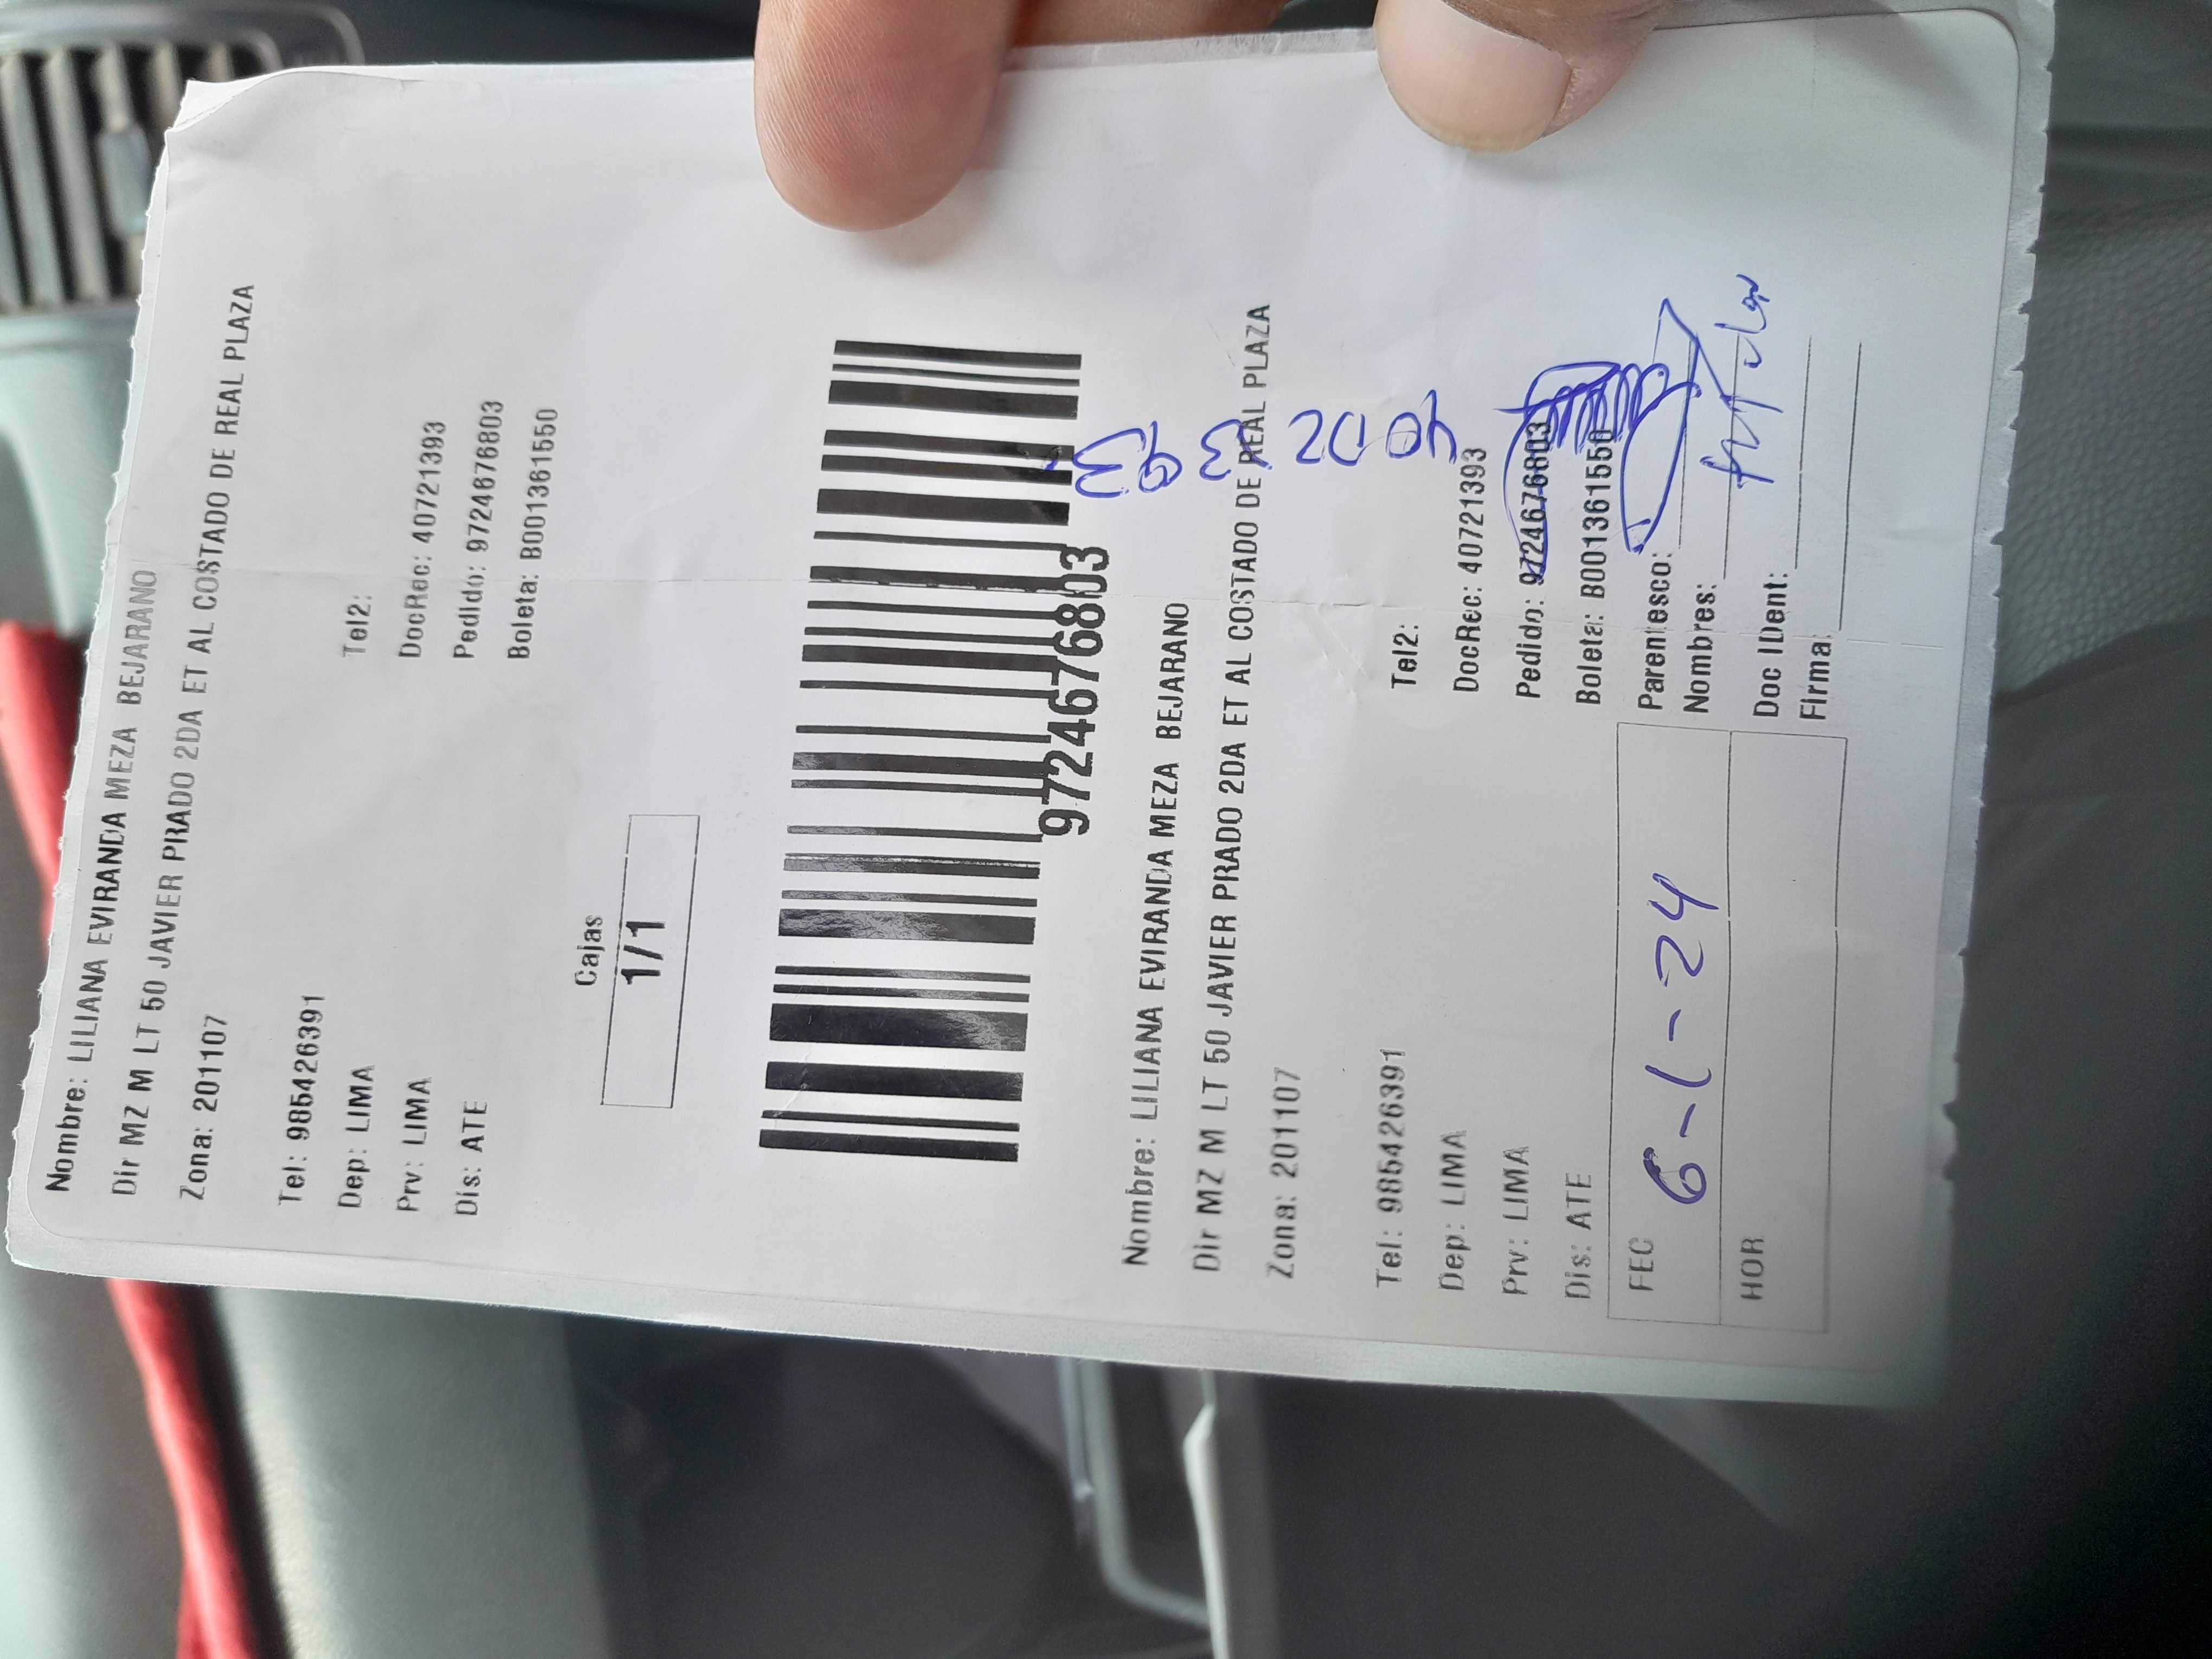 Nombre: LILIANA EVIRANDA MEZA BEJARANO
Dir MZ M LT 50 JAVIER PRADO 2DA ET AL COSTADO DE REAL PLAZA
Zona: 201107
Tel: 985426391 Tel2:
Dep: LIMA DocRec: 40721393
Prv: LIMA Pedido: 9724676803
Dis: ATE Boleta: B001361550
Cajas
1/1
9724676803
Nombre: LILIANA EVIRANDA MEZA BEJARANO
Dir MZ M LT 50 JAVIER PRADO 2DA ET AL COSTADO DE REAL PLAZA
Zona: 201107
Tel: 985426391 Tel2:
Dep: LIMA DocRec: 40721393
Prv: LIMA Pedido: 9724676803
Dis: ATE Boleta: B001361550
FEC 6-1-24 Parentesco:
Nombres: titular
HOR Doc IDent:
Firma: